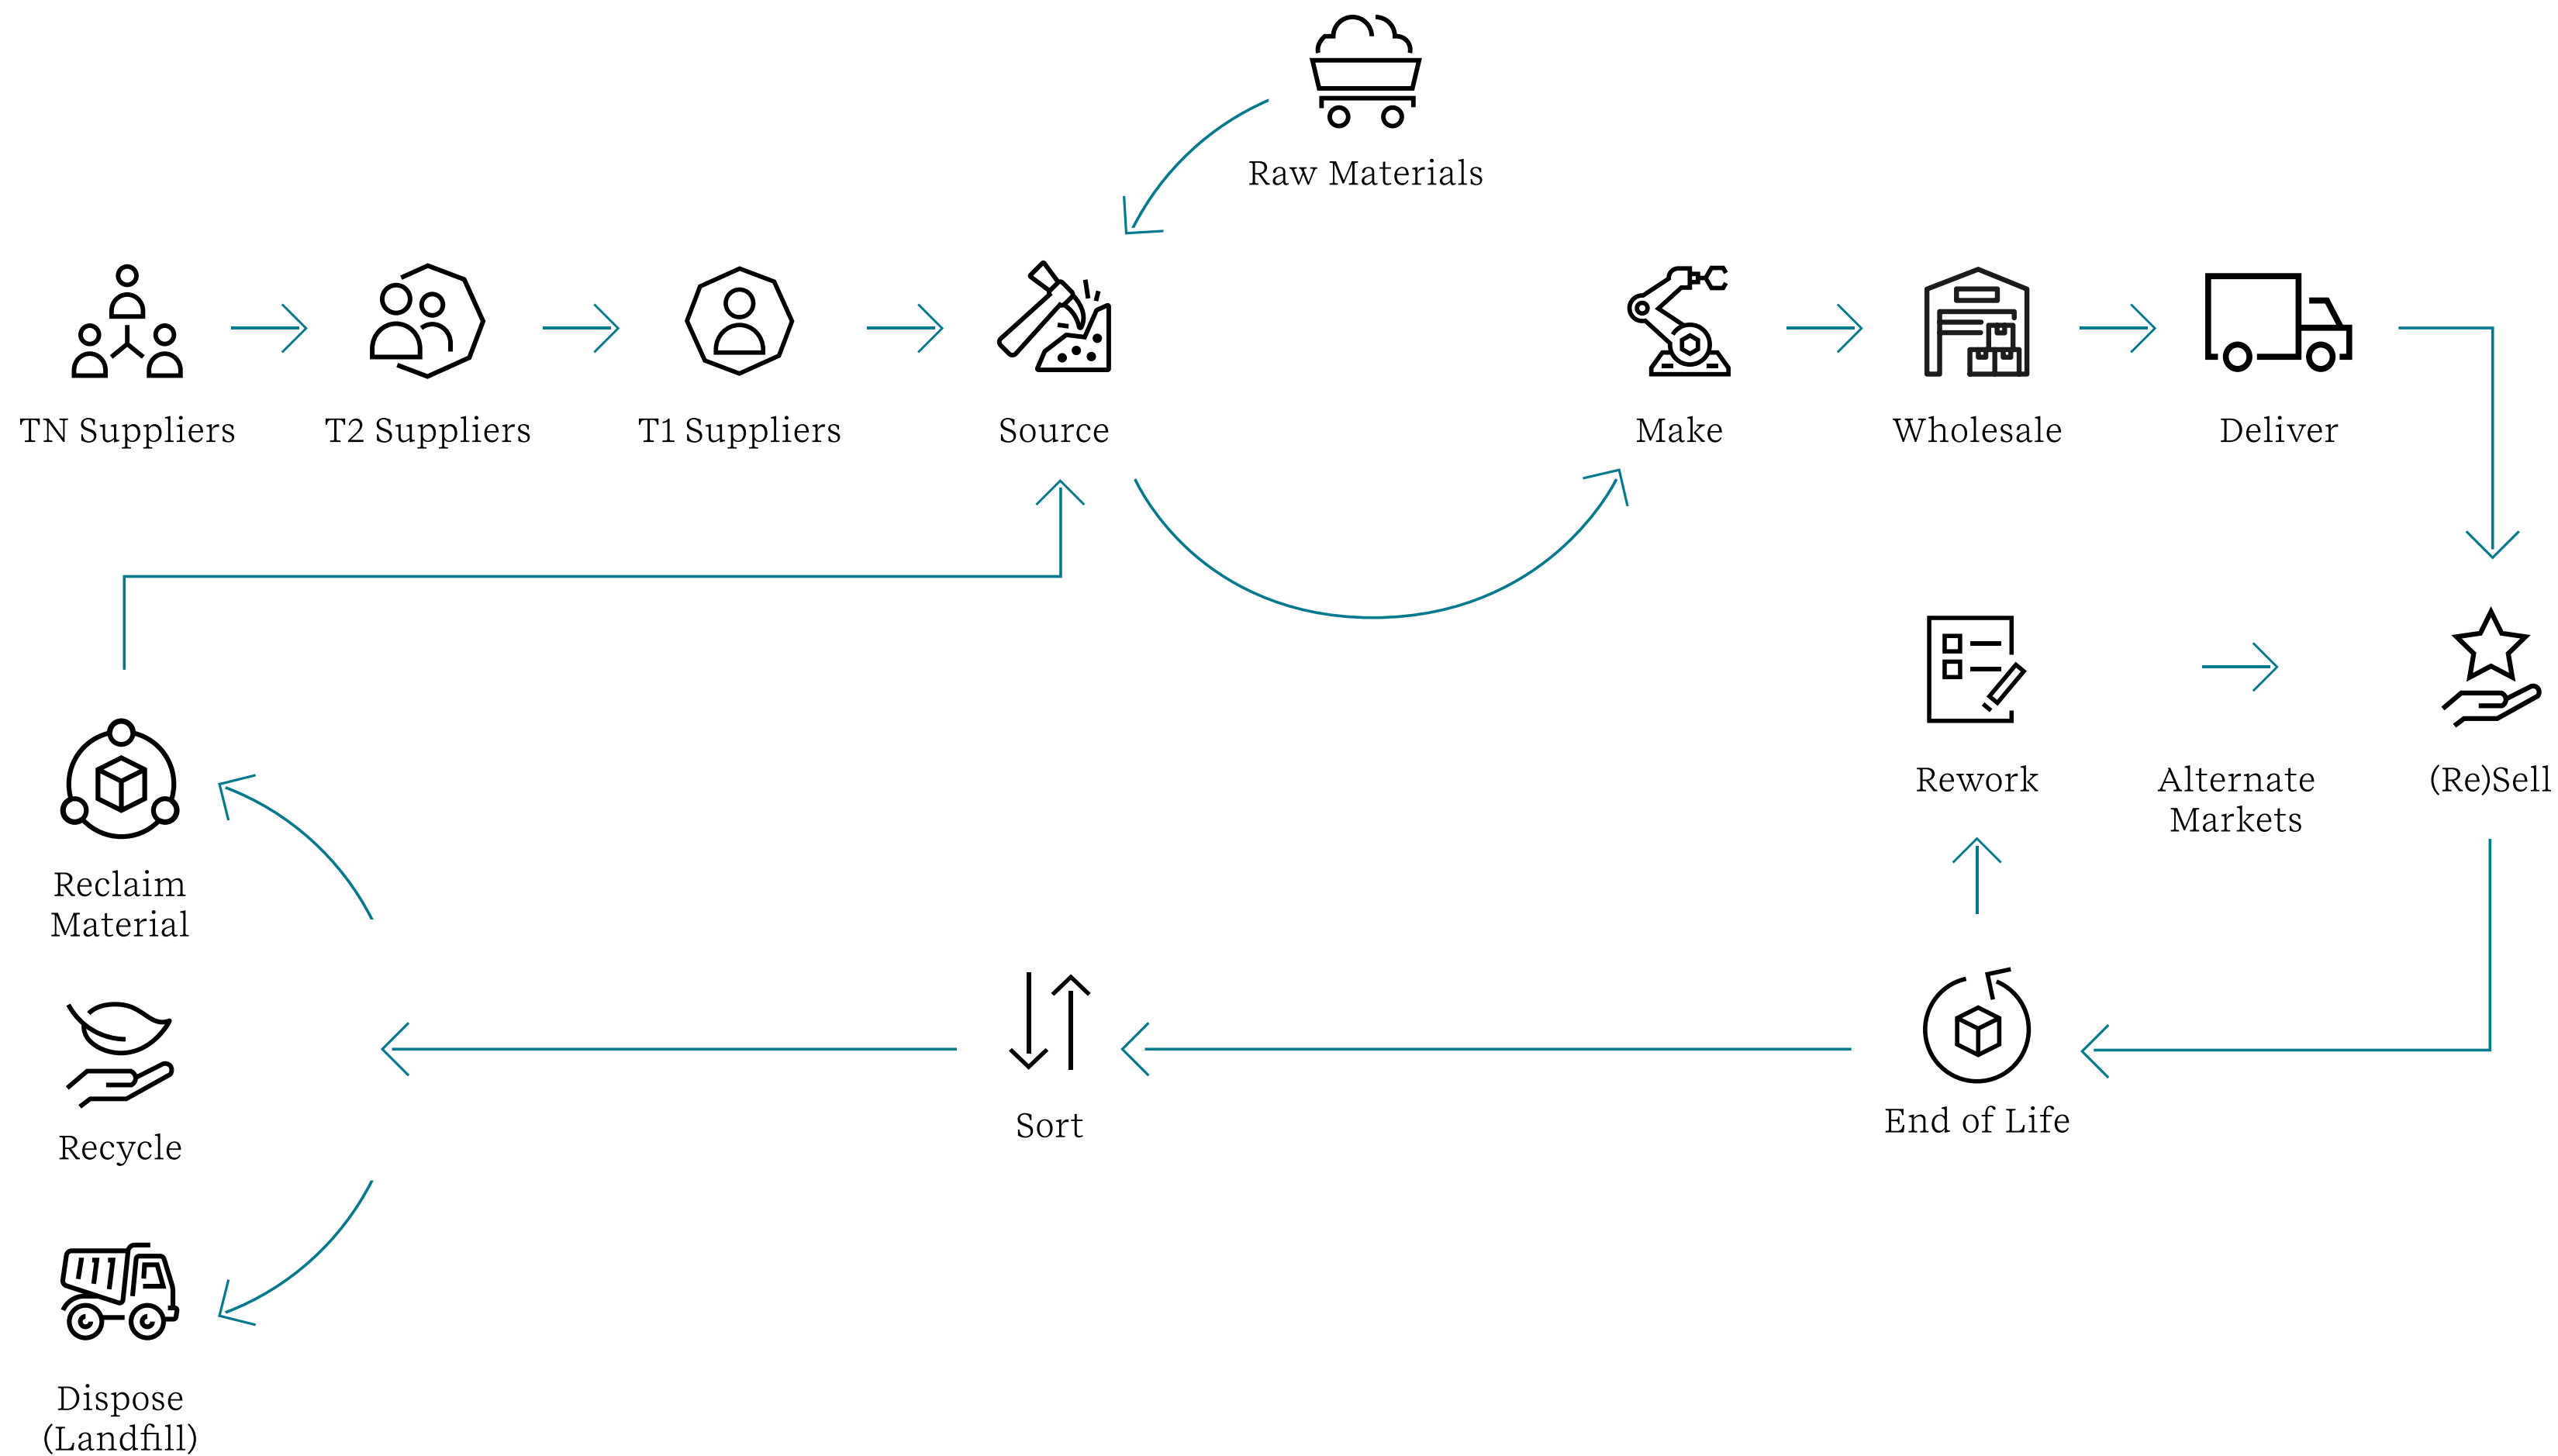 Raw Materials
TN Suppliers
T2 Suppliers
T1 Suppliers
Source
Make
Wholesale
Deliver
Rework
Alternate
Markets
(Re)Sell
Reclaim
Material
Recycle
Sort
End of Life
Dispose
(Landfill)